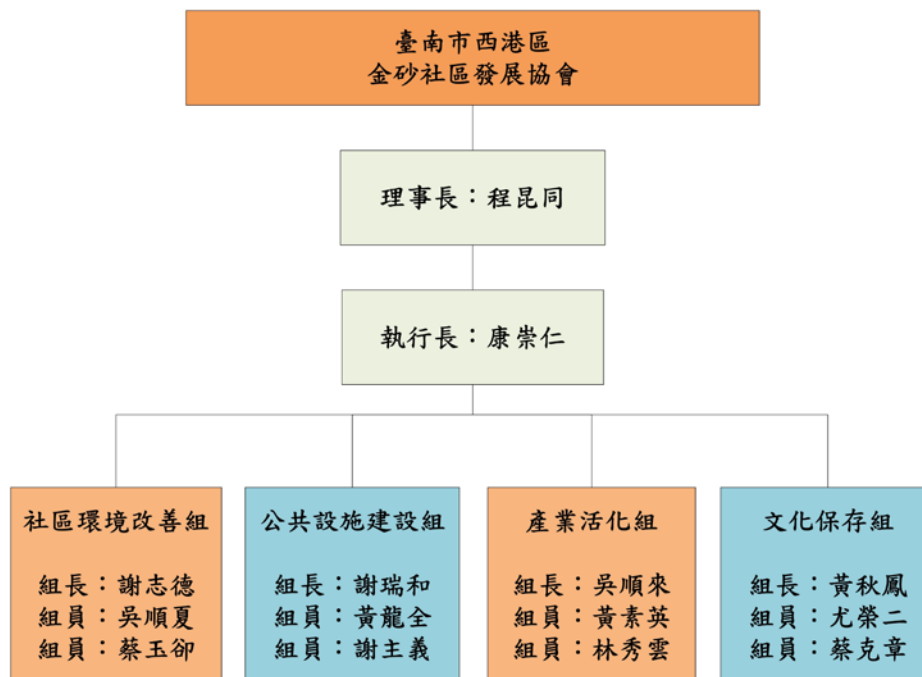 臺南市西港區
金砂社區發展協會
理事長：程昆同
執行長：康崇仁
社區環境改善組
組長：謝志德
組員：吳順夏
組員：蔡玉卻
公共設施建設組
組長：謝瑞和
組員：黃龍全
組員：謝主義
產業活化組
組長：吳順來
組員：黃素英
組員：林秀雲
文化保存組
組長：黃秋鳳
組員：尤榮二
組員：蔡克章